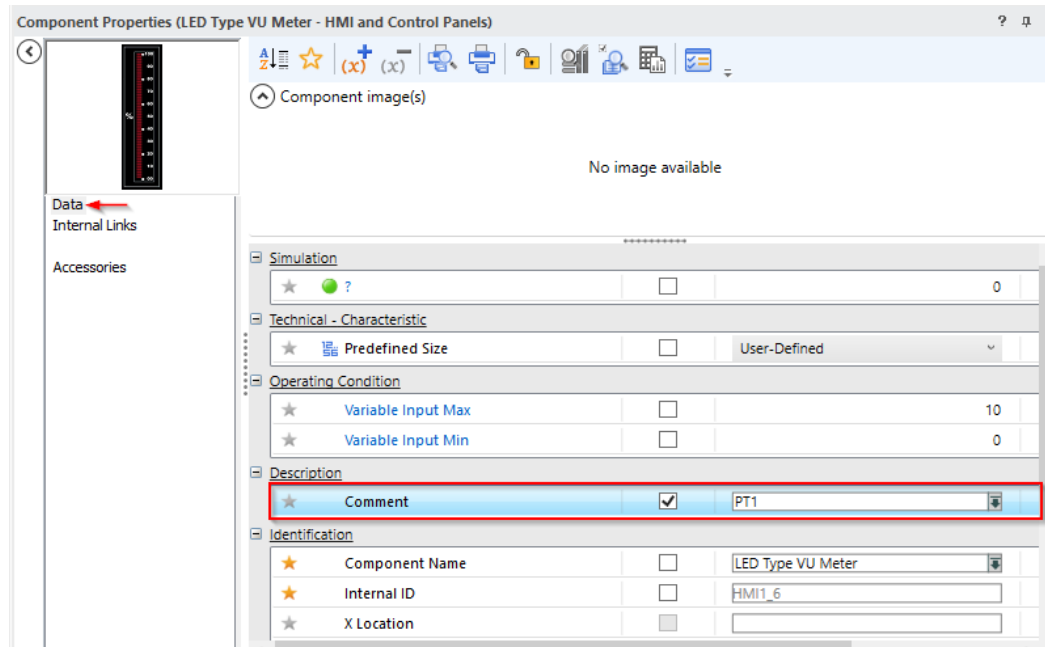 Component Properties (LED Type VU Meter - HMI and Control Panels)
Component image(s)
No image available
%
Data
Internal Links
Accessories
Simulation
? 0
Technical - Characteristic
Predefined Size User-Defined
Operating Condition
Variable Input Max 10
Variable Input Min 0
Description
Comment PT1
Identification
Component Name LED Type VU Meter
Internal ID HMI1_6
X Location